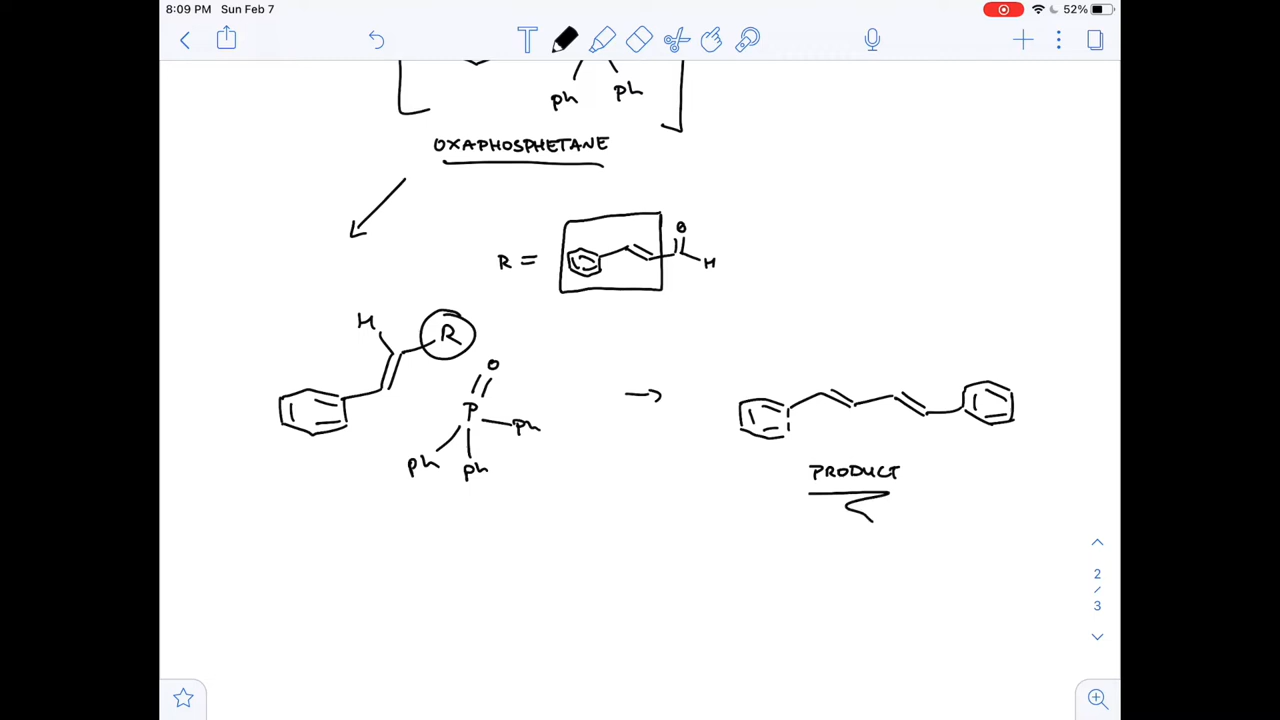 8:09 PM Sun Feb 7
52%
T
Ph
Ph
OXAPHOSPHETANE
R =
O
H
H
R
O
P
Ph
Ph
Ph
PRODUCT
2
/
3